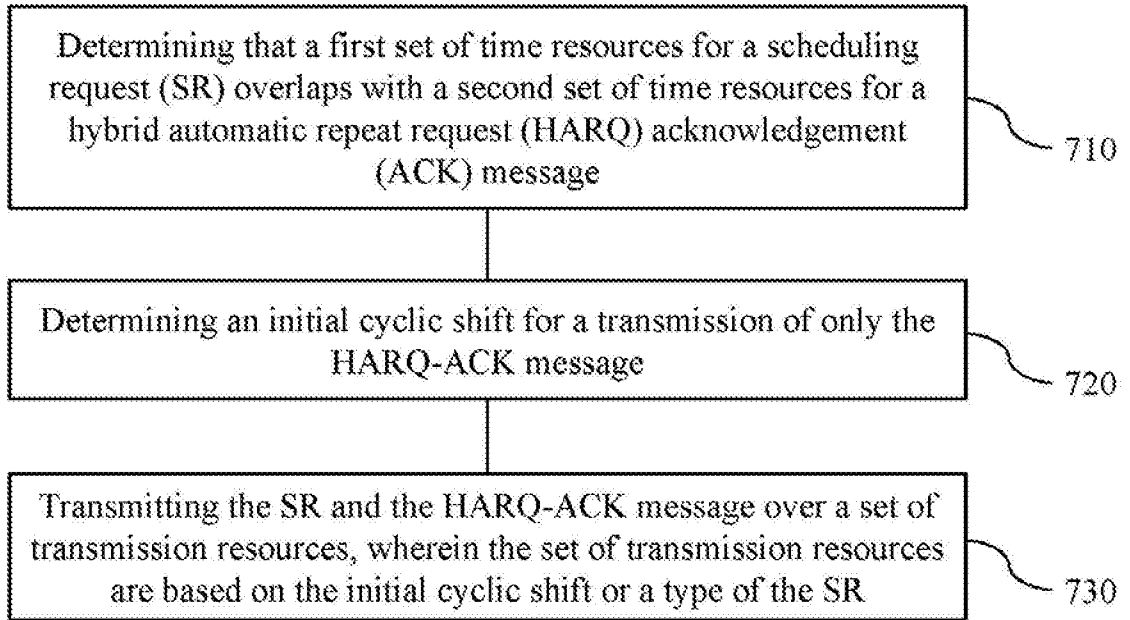 Determining that a first set of time resources for a scheduling
request (SR) overlaps with a second set of time resources for a
hybrid automatic repeat request (HARQ) acknowledgement
(ACK) message
710
Determining an initial cyclic shift for a transmission of only the
HARQ-ACK message
720
Transmitting the SR and the HARQ-ACK message over a set of
transmission resources, wherein the set of transmission resources
are based on the initial cyclic shift or a type of the SR
730